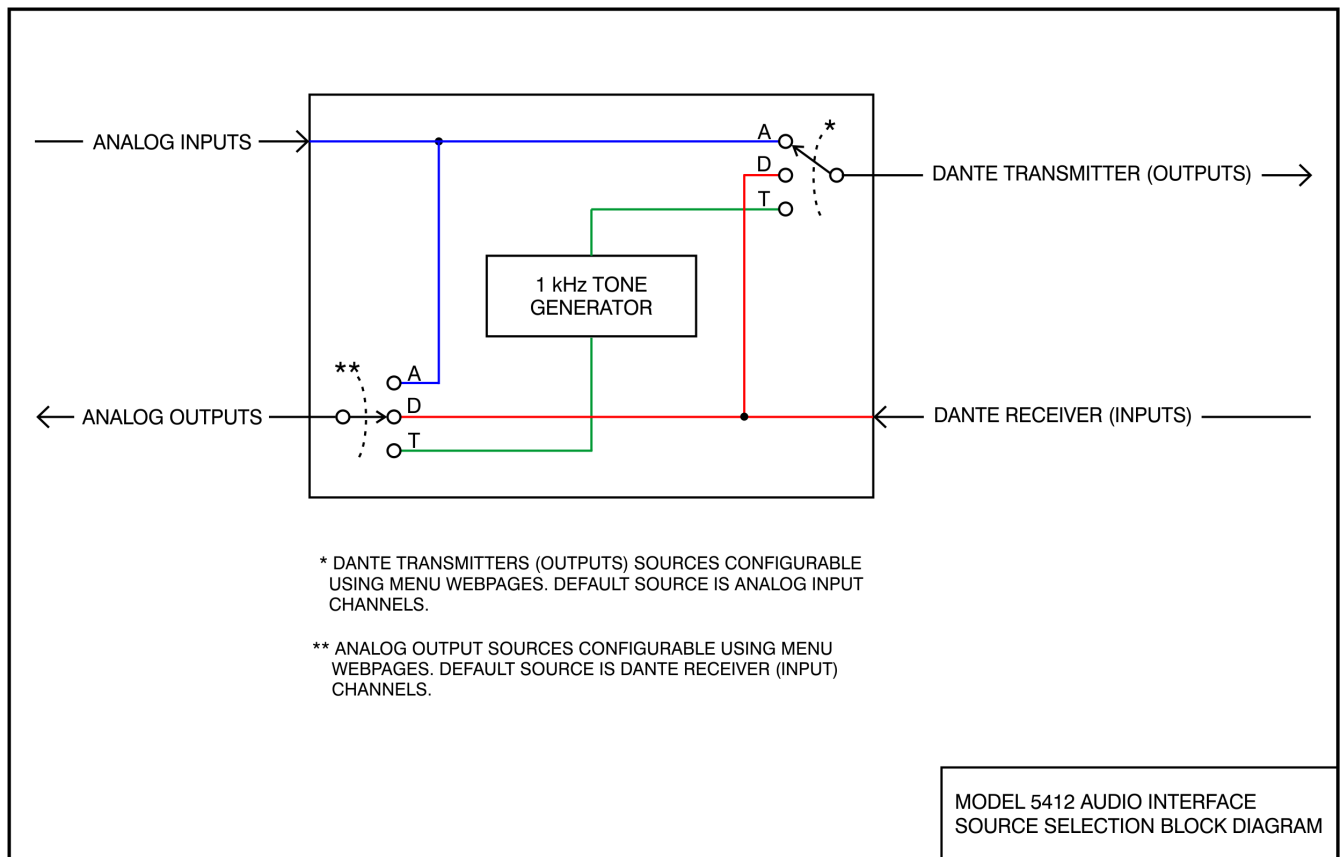 ANALOG INPUTS
A
*
D
DANTE TRANSMITTER (OUTPUTS)
T
1 kHz TONE
GENERATOR
**
A
ANALOG OUTPUTS
D
DANTE RECEIVER (INPUTS)
T
* DANTE TRANSMITTERS (OUTPUTS) SOURCES CONFIGURABLE
USING MENU WEBPAGES. DEFAULT SOURCE IS ANALOG INPUT
CHANNELS.
** ANALOG OUTPUT SOURCES CONFIGURABLE USING MENU
WEBPAGES. DEFAULT SOURCE IS DANTE RECEIVER (INPUT)
CHANNELS.
MODEL 5412 AUDIO INTERFACE
SOURCE SELECTION BLOCK DIAGRAM